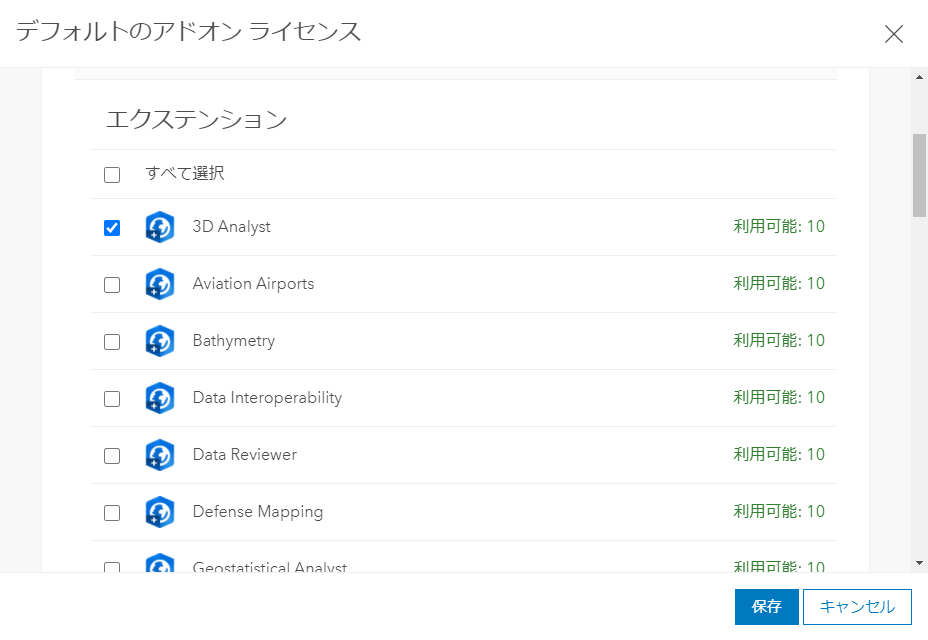 デフォルトのアドオン ライセンス
エクステンション
すべて選択
3D Analyst 利用可能: 10
Aviation Airports 利用可能: 10
Bathymetry 利用可能: 10
Data Interoperability 利用可能: 10
Data Reviewer 利用可能: 10
Defense Mapping 利用可能: 10
Geostatistical Analyst 利用可能: 10
保存 キャンセル